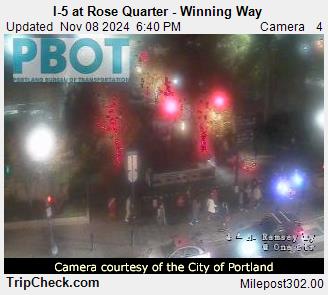 I-5 at Rose Quarter - Winning Way
Updated Nov 08 2024 6:40 PM Camera 4
PBOT
PORTLAND BUREAU OF TRANSPORTATION
Ramsey
Camera courtesy of the City of Portland
TripCheck.com Milepost302.00